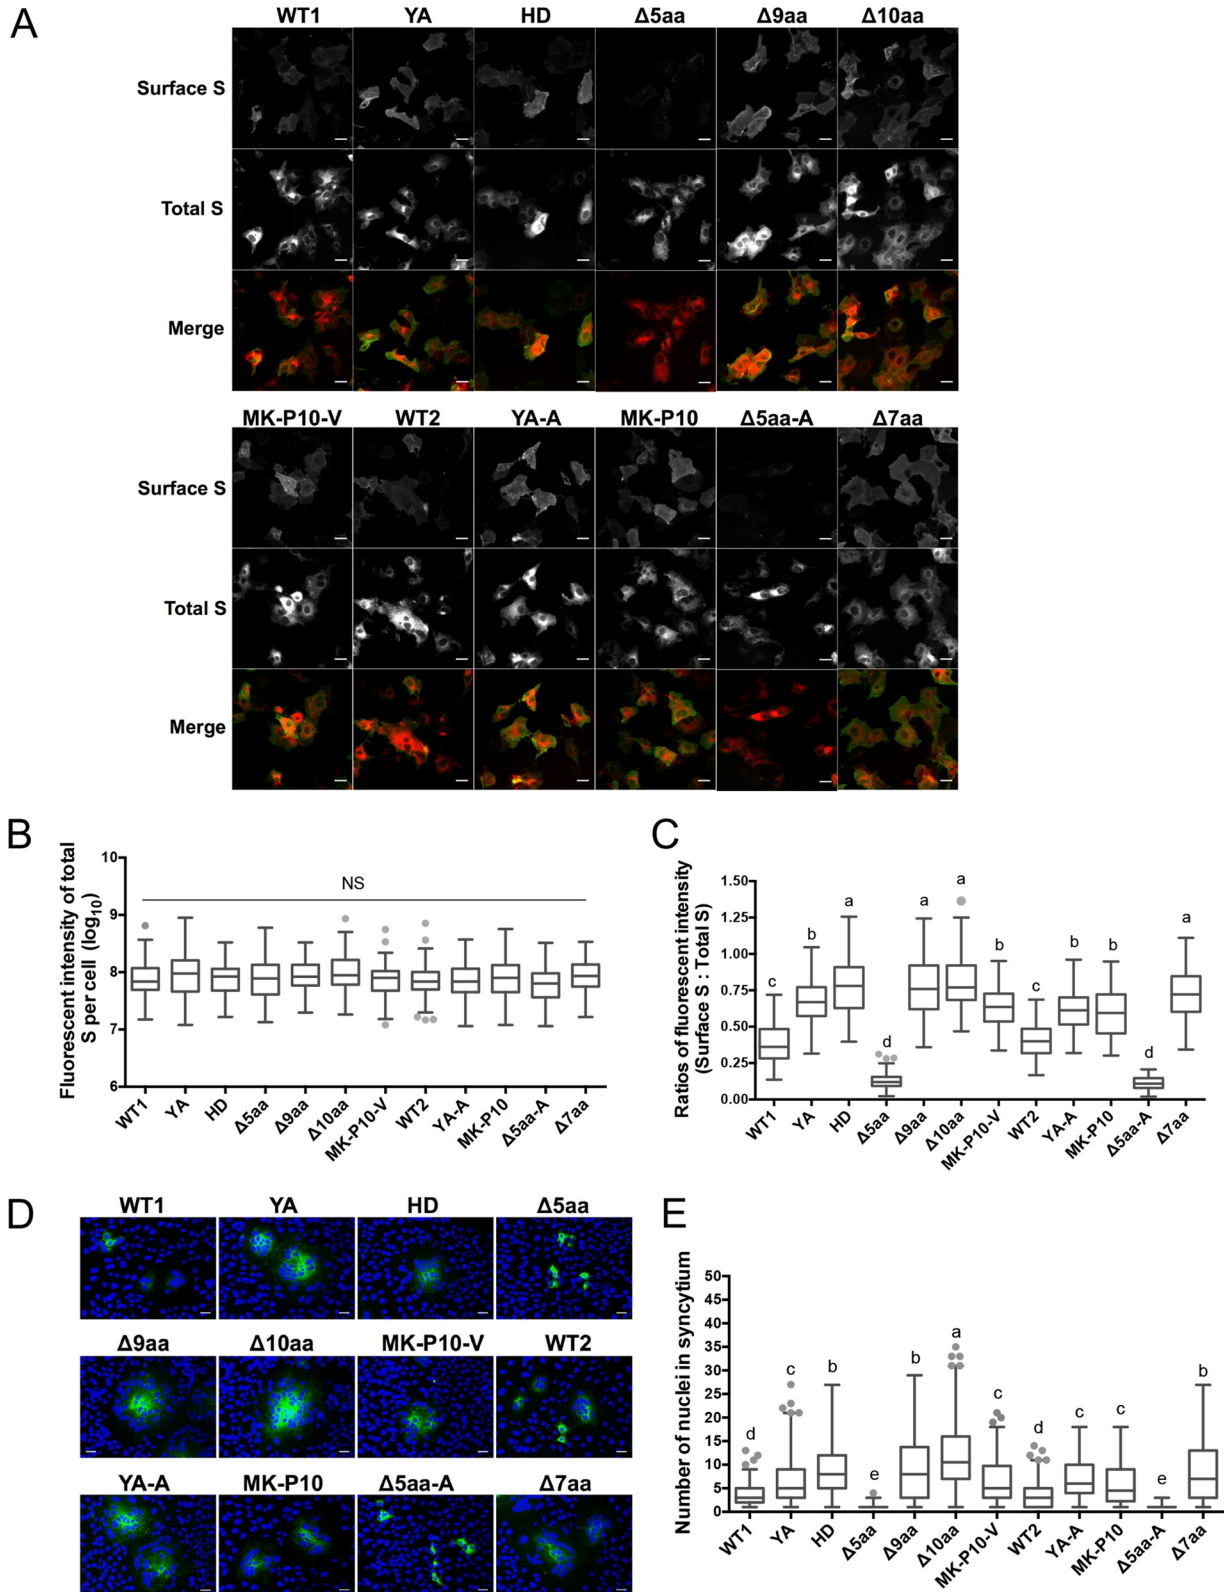 A
WT1 YA HD Δ5aa Δ9aa Δ10aa
Surface S
Total S
Merge
MK-P10-V WT2 YA-A MK-P10 Δ5aa-A Δ7aa
Surface S
Total S
Merge
B
Fluorescent intensity of total
S per cell (log10)
10
9
8
7
6
NS
WT1 YA HD Δ5aa Δ9aa Δ10aa MK-P10-V WT2 YA-A MK-P10 Δ5aa-A Δ7aa
C
Ratios of fluorescent intensity
(Surface S : Total S)
1.50
1.25
1.00
0.75
0.50
0.25
0.00
c b a d a a b c b b d a
WT1 YA HD Δ5aa Δ9aa Δ10aa MK-P10-V WT2 YA-A MK-P10 Δ5aa-A Δ7aa
D
WT1 YA HD Δ5aa
Δ9aa Δ10aa MK-P10-V WT2
YA-A MK-P10 Δ5aa-A Δ7aa
E
Number of nuclei in syncytium
50
45
40
35
30
25
20
15
10
5
0
d c b e b a c d c c e b
WT1 YA HD Δ5aa Δ9aa Δ10aa MK-P10-V WT2 YA-A MK-P10 Δ5aa-A Δ7aa